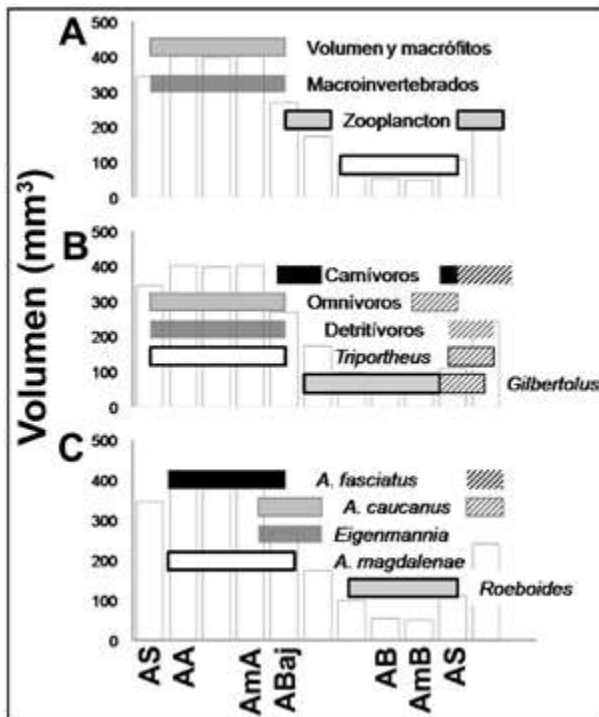 Volumen (mm³)
A
500
400
300
200
100
0
Volumen y macrófitos
Macroinvertebrados
Zooplancton
B
500
400
300
200
100
0
Carnívoros
Omnívoros
Detritívoros
Triportheus
Gilbertolus
C
500
400
300
200
100
0
A. fasciatus
A. caucanus
Eigenmannia
A. magdalenae
Roeboides
AS AA AmA ABaj AB AmB AS